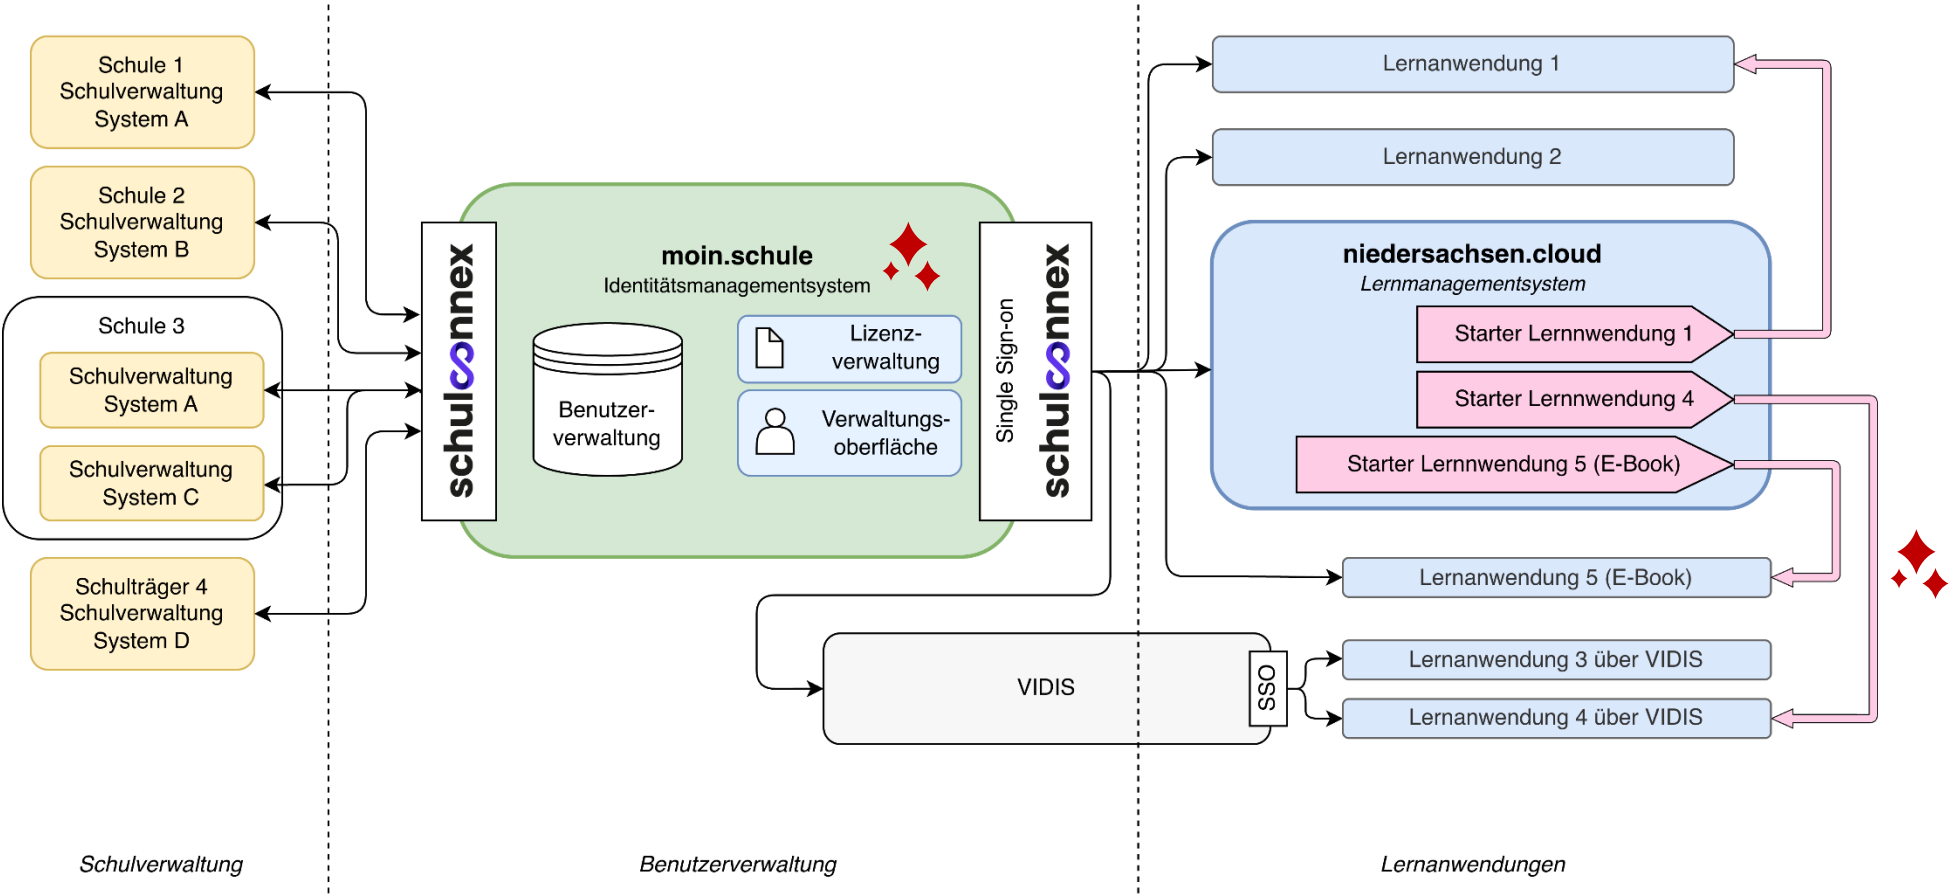 Schule 1
Schulverwaltung
System A
Schule 2
Schulverwaltung
System B
Schule 3
Schulverwaltung
System A
Schulverwaltung
System C
Schulträger 4
Schulverwaltung
System D
schulconnex
moin.schule
Identitätsmanagementsystem
Benutzer-
verwaltung
Lizenz-
verwaltung
Verwaltungs-
oberfläche
Single Sign-on
schulconnex
VIDIS
SSO
Lernanwendung 1
Lernanwendung 2
niedersachsen.cloud
Lernmanagementsystem
Starter Lernnwendung 1
Starter Lernnwendung 4
Starter Lernnwendung 5 (E-Book)
Lernanwendung 5 (E-Book)
Lernanwendung 3 über VIDIS
Lernanwendung 4 über VIDIS
Schulverwaltung
Benutzerverwaltung
Lernanwendungen